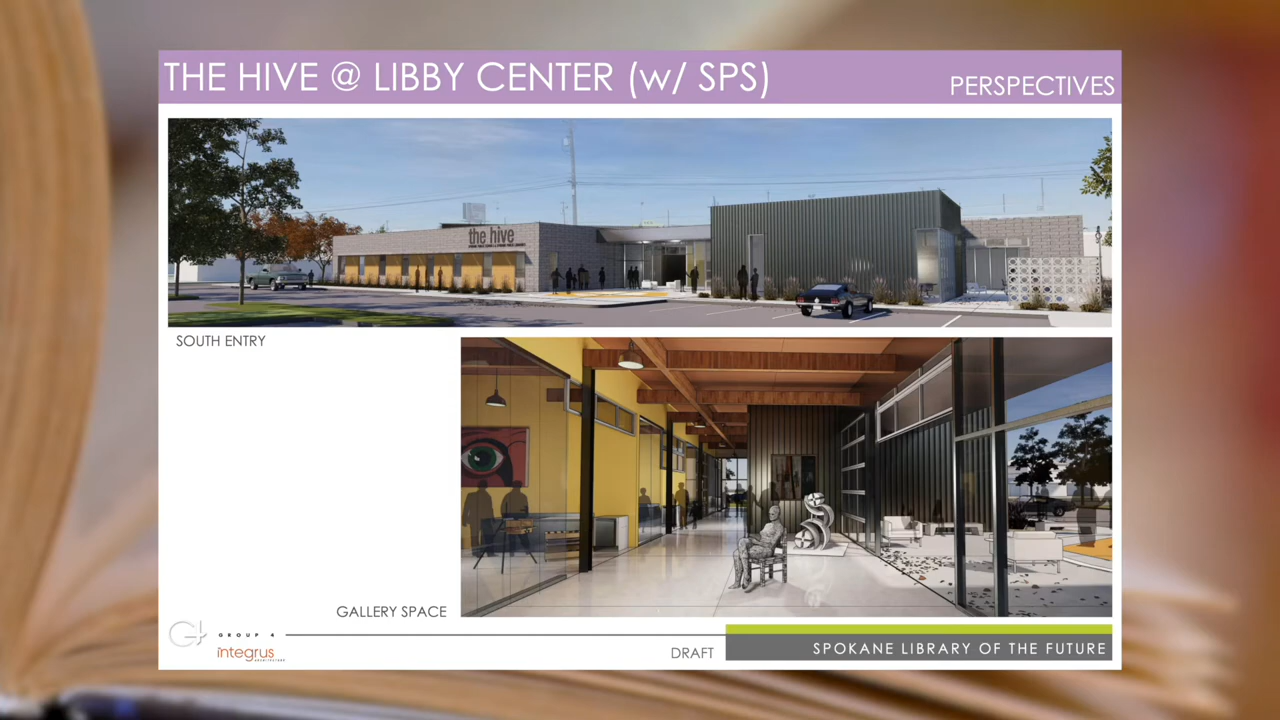 THE HIVE @ LIBBY CENTER (w/ SPS)
PERSPECTIVES
the hive
SOUTH ENTRY
GALLERY SPACE
GROUP 4
integrus
ARCHITECTURE
DRAFT
SPOKANE LIBRARY OF THE FUTURE